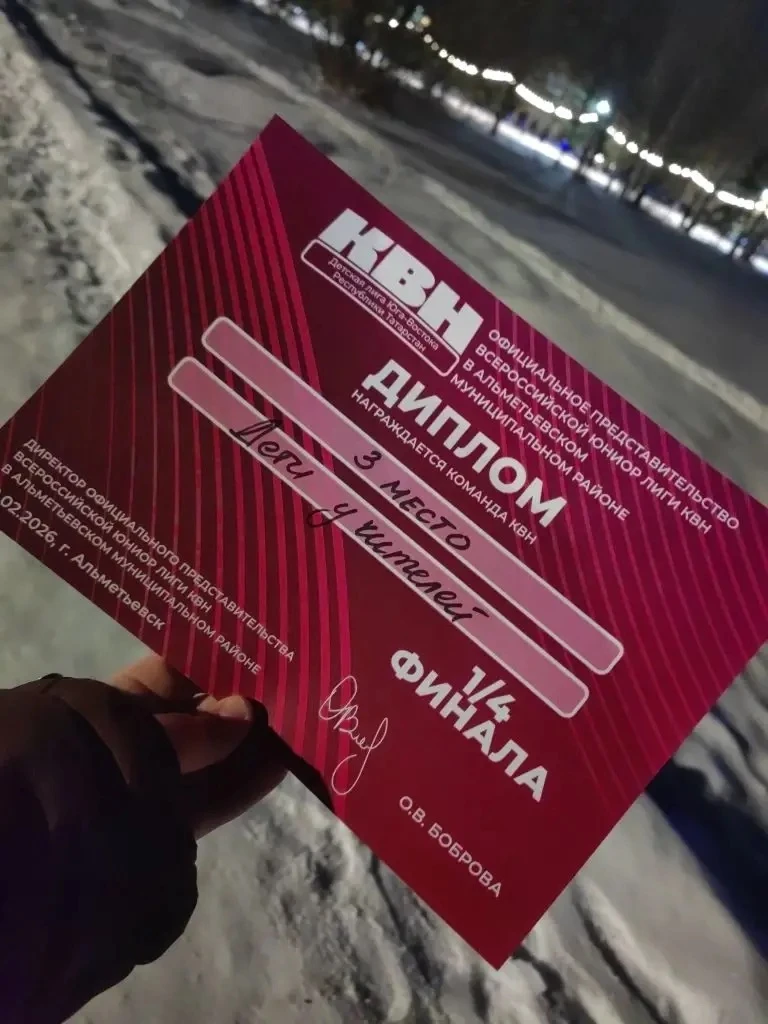 КВН
Детская лига Юго-Востока
Республики Татарстан
ОФИЦИАЛЬНОЕ ПРЕДСТАВИТЕЛЬСТВО
ВСЕРОССИЙСКОЙ ЮНИОР ЛИГИ КВН
В АЛЬМЕТЬЕВСКОМ
МУНИЦИПАЛЬНОМ РАЙОНЕ
ДИПЛОМ
НАГРАЖДАЕТСЯ КОМАНДА КВН
3 место
Дети учителей
1/4
ФИНАЛА
ДИРЕКТОР ОФИЦИАЛЬНОГО ПРЕДСТАВИТЕЛЬСТВА
ВСЕРОССИЙСКОЙ ЮНИОР ЛИГИ КВН
В АЛЬМЕТЬЕВСКОМ МУНИЦИПАЛЬНОМ РАЙОНЕ
02.2026, г. Альметьевск
О.В. БОБРОВА